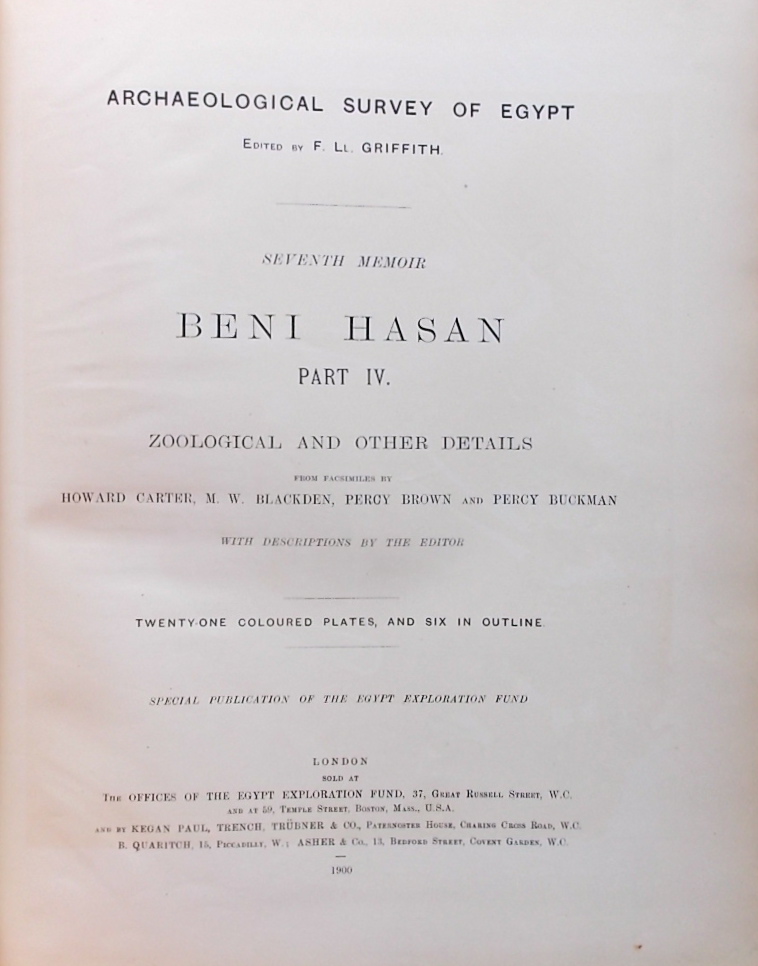 ARCHAEOLOGICAL SURVEY OF EGYPT
EDITED BY F. LL. GRIFFITH.
SEVENTH MEMOIR
BENI HASAN
PART IV.
ZOOLOGICAL AND OTHER DETAILS
FROM FACSIMILES BY
HOWARD CARTER, M. W. BLACKDEN, PERCY BROWN AND PERCY BUCKMAN
WITH DESCRIPTIONS BY THE EDITOR
TWENTY-ONE COLOURED PLATES, AND SIX IN OUTLINE.
SPECIAL PUBLICATION OF THE EGYPT EXPLORATION FUND
LONDON
SOLD AT
THE OFFICES OF THE EGYPT EXPLORATION FUND, 37, GREAT RUSSELL STREET, W.C.
AND AT 59, TEMPLE STREET, BOSTON, MASS., U.S.A.
AND BY KEGAN PAUL, TRENCH, TRÜBNER & CO., PATERNOSTER HOUSE, CHARING CROSS ROAD, W.C.
B. QUARITCH, 15, PICCADILLY, W.; ASHER & CO., 13, BEDFORD STREET, COVENT GARDEN, W.C.
1900